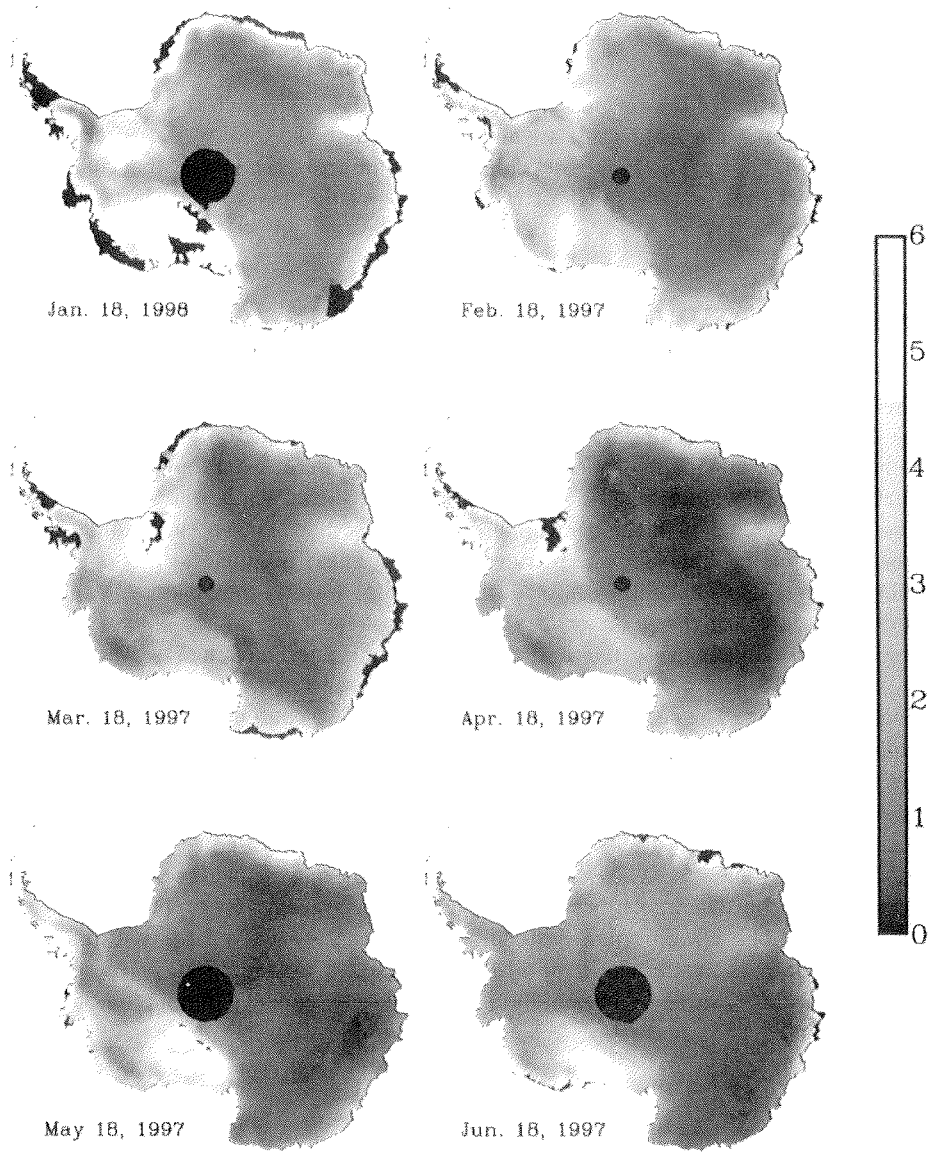 Jan. 18, 1998
Feb. 18, 1997
6
5
4
3
2
1
0
Mar. 18, 1997
Apr. 18, 1997
May 18, 1997
Jun. 18, 1997